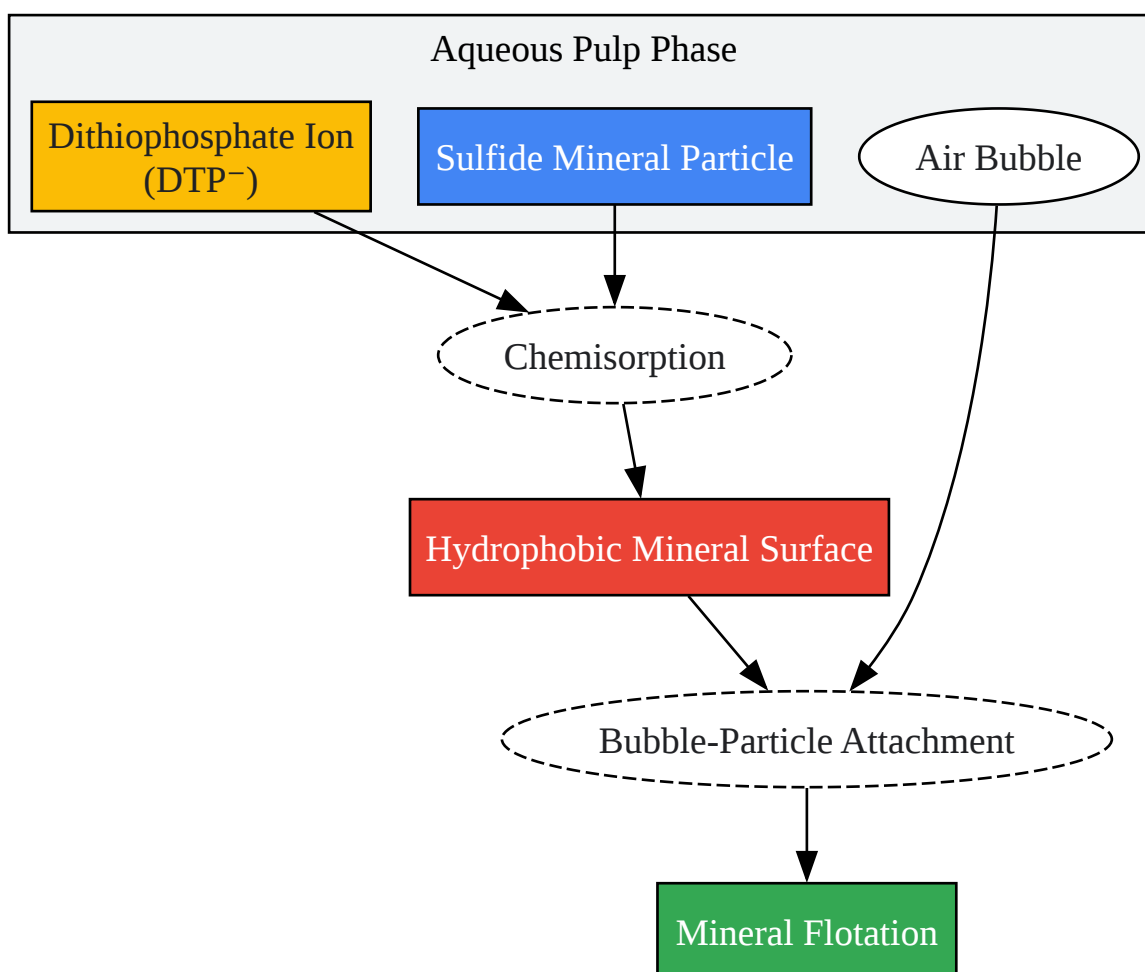 Aqueous Pulp Phase
Dithiophosphate Ion
(DTP⁻)
Sulfide Mineral Particle
Air Bubble
Chemisorption
Hydrophobic Mineral Surface
Bubble-Particle Attachment
Mineral Flotation